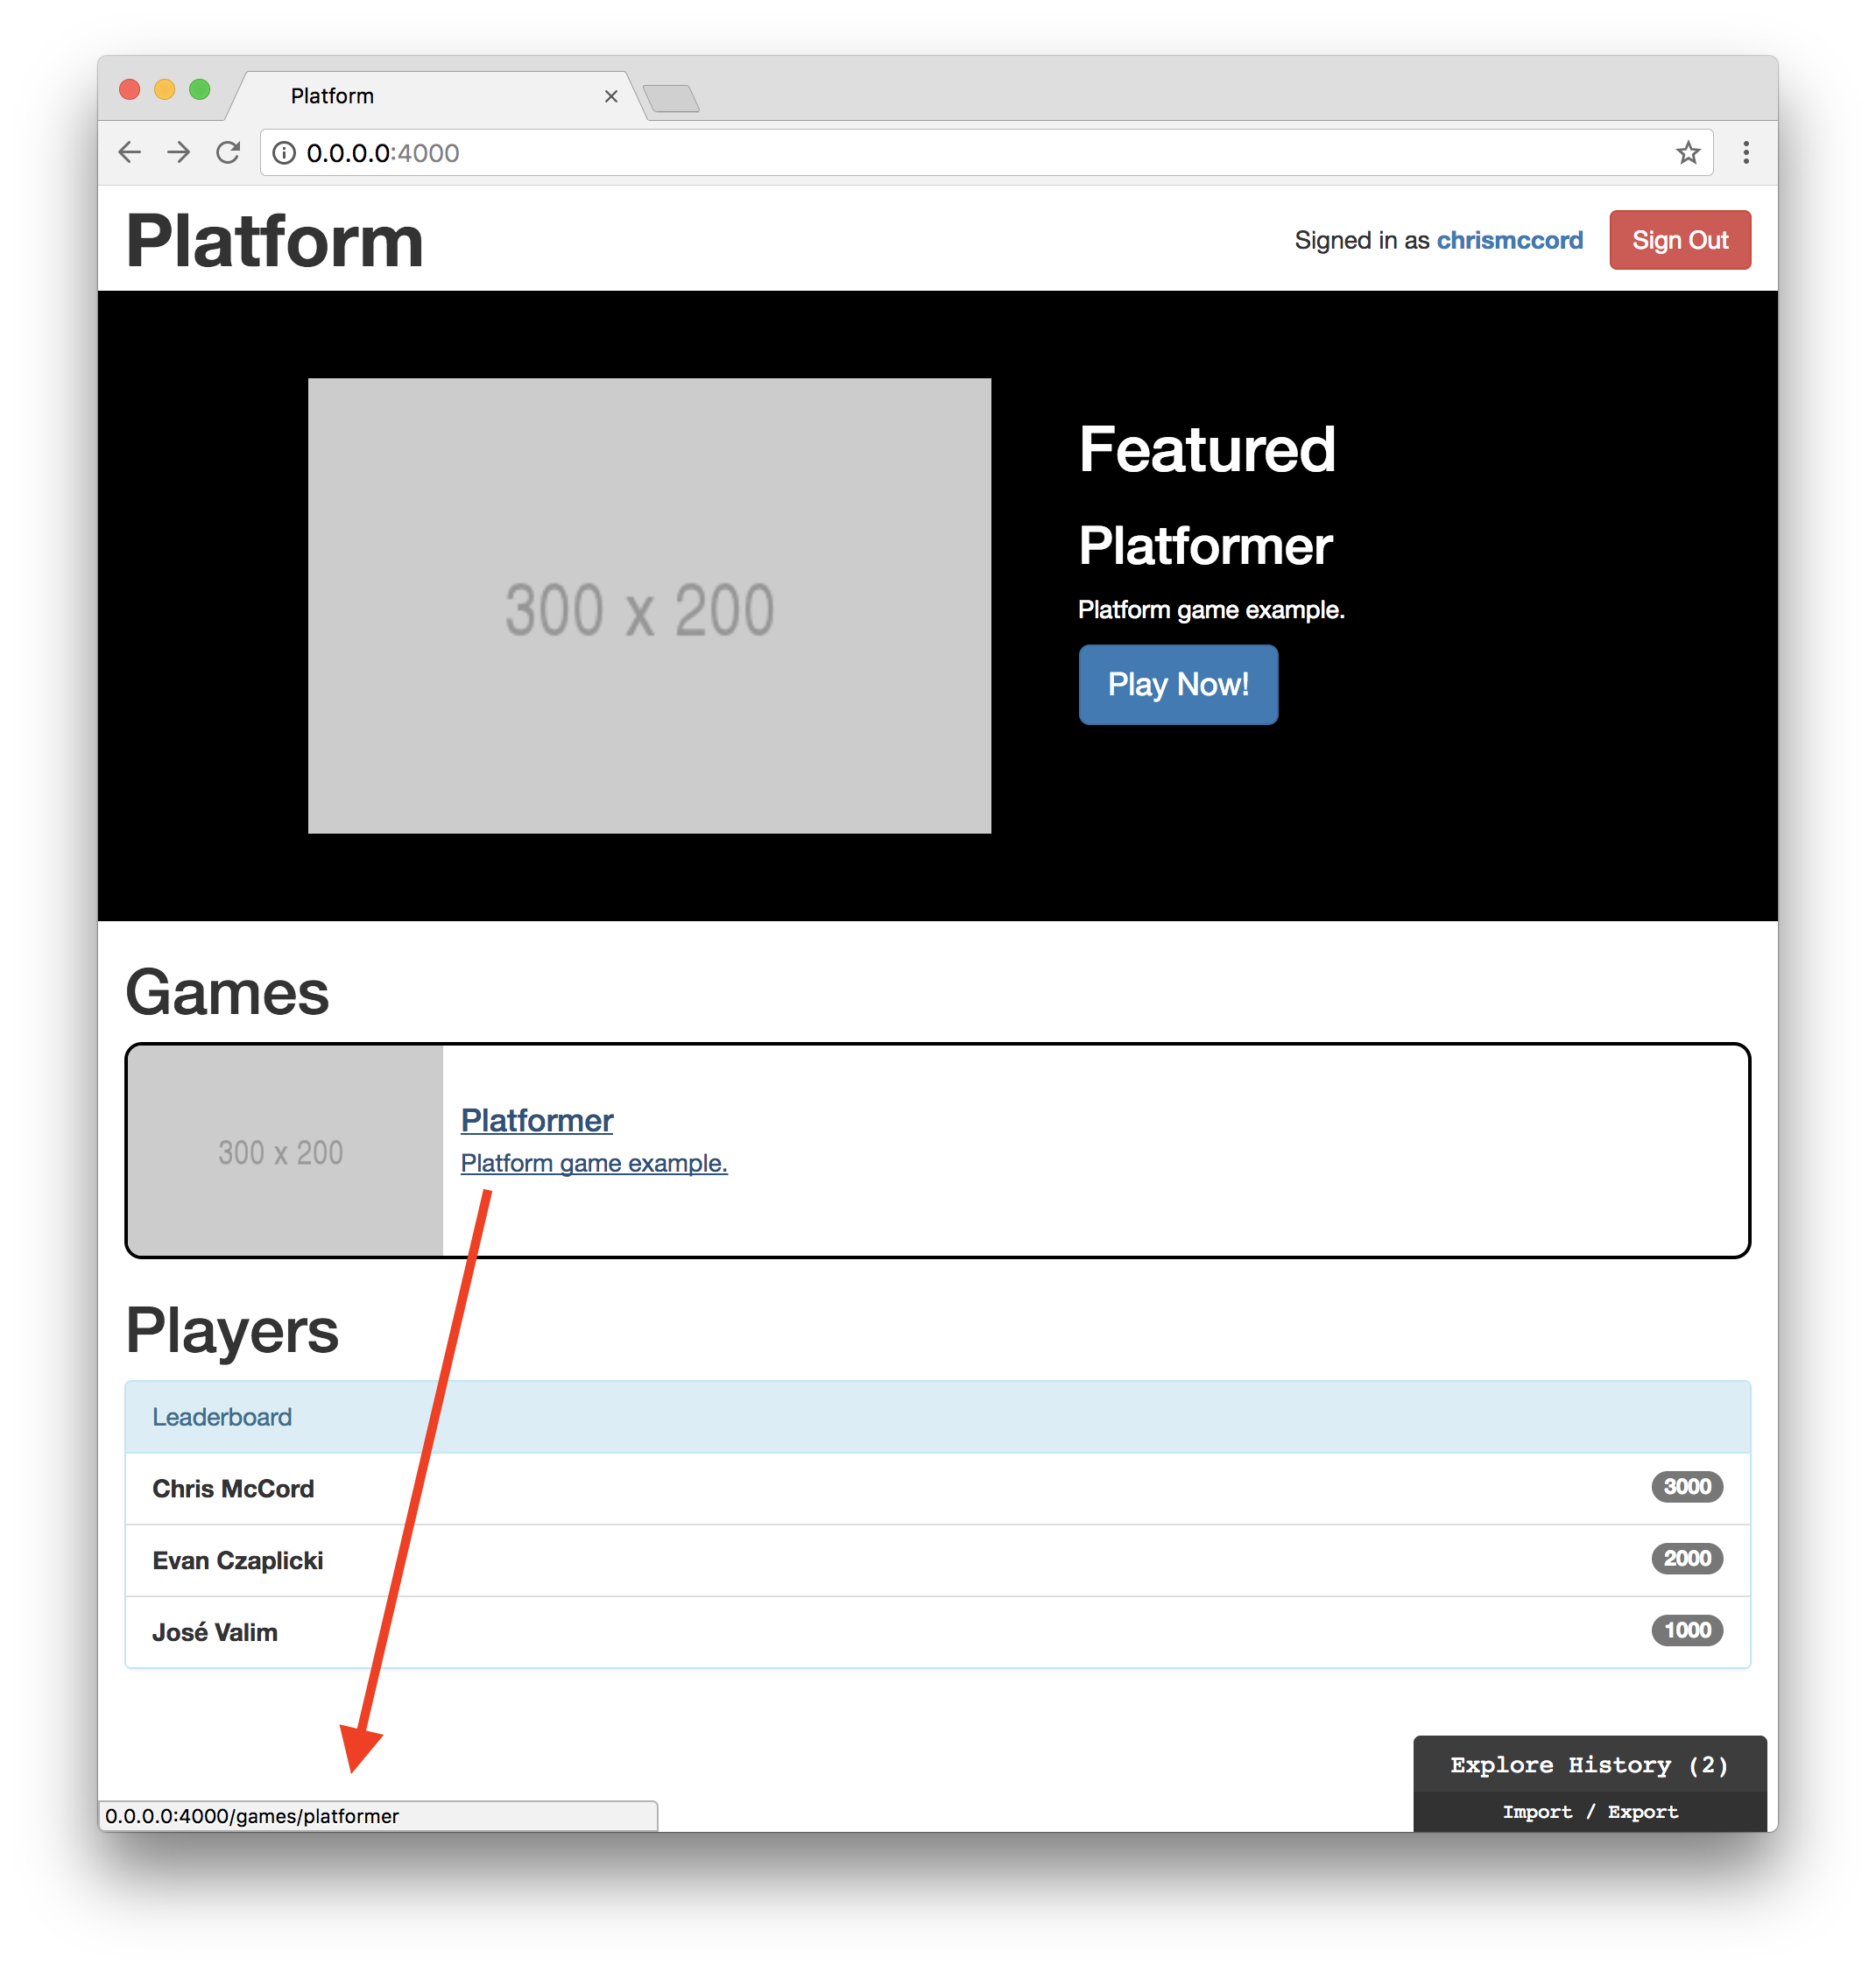 Platform
0.0.0.0:4000
Platform
Signed in as chrismccord
Sign Out
300 x 200
Featured
Platformer
Platform game example.
Play Now!
Games
300 x 200
Platformer
Platform game example.
Players
Leaderboard
Chris McCord 3000
Evan Czaplicki 2000
José Valim 1000
Explore History (2)
Import / Export
0.0.0.0:4000/games/platformer